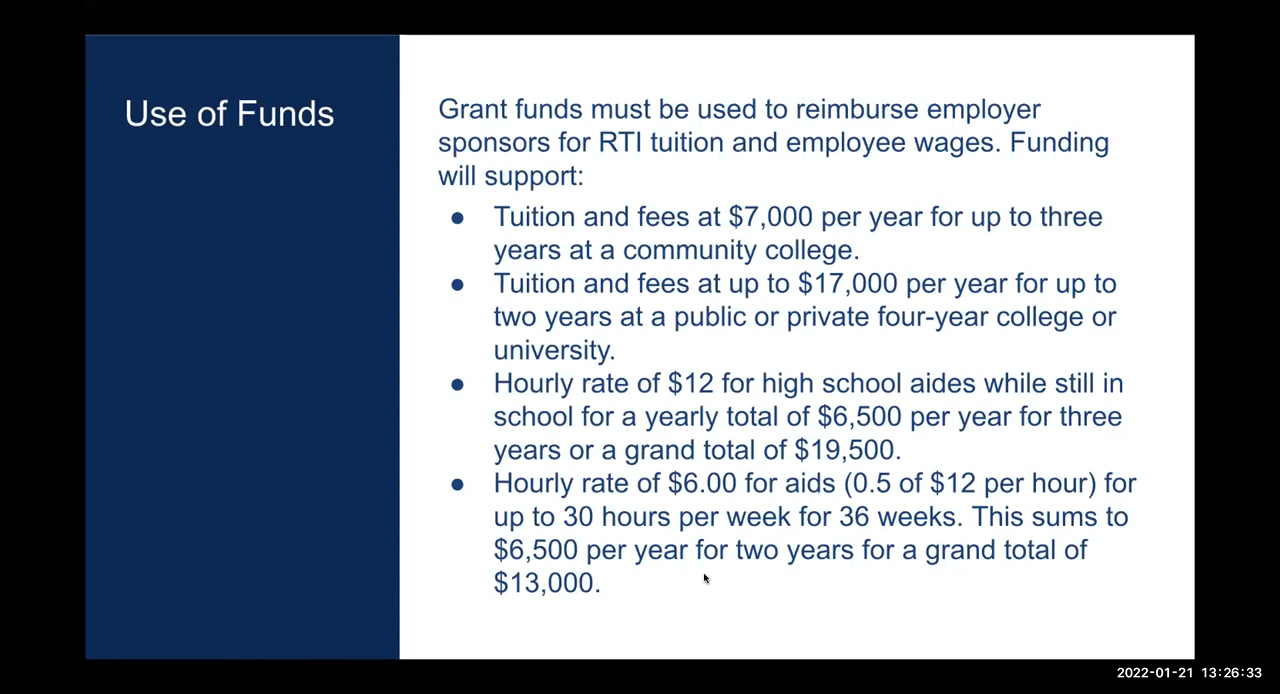 Use of Funds
Grant funds must be used to reimburse employer
sponsors for RTI tuition and employee wages. Funding
will support:
● Tuition and fees at $7,000 per year for up to three
years at a community college.
● Tuition and fees at up to $17,000 per year for up to
two years at a public or private four-year college or
university.
● Hourly rate of $12 for high school aides while still in
school for a yearly total of $6,500 per year for three
years or a grand total of $19,500.
● Hourly rate of $6.00 for aids (0.5 of $12 per hour) for
up to 30 hours per week for 36 weeks. This sums to
$6,500 per year for two years for a grand total of
$13,000.
2022-01-21 13:26:33